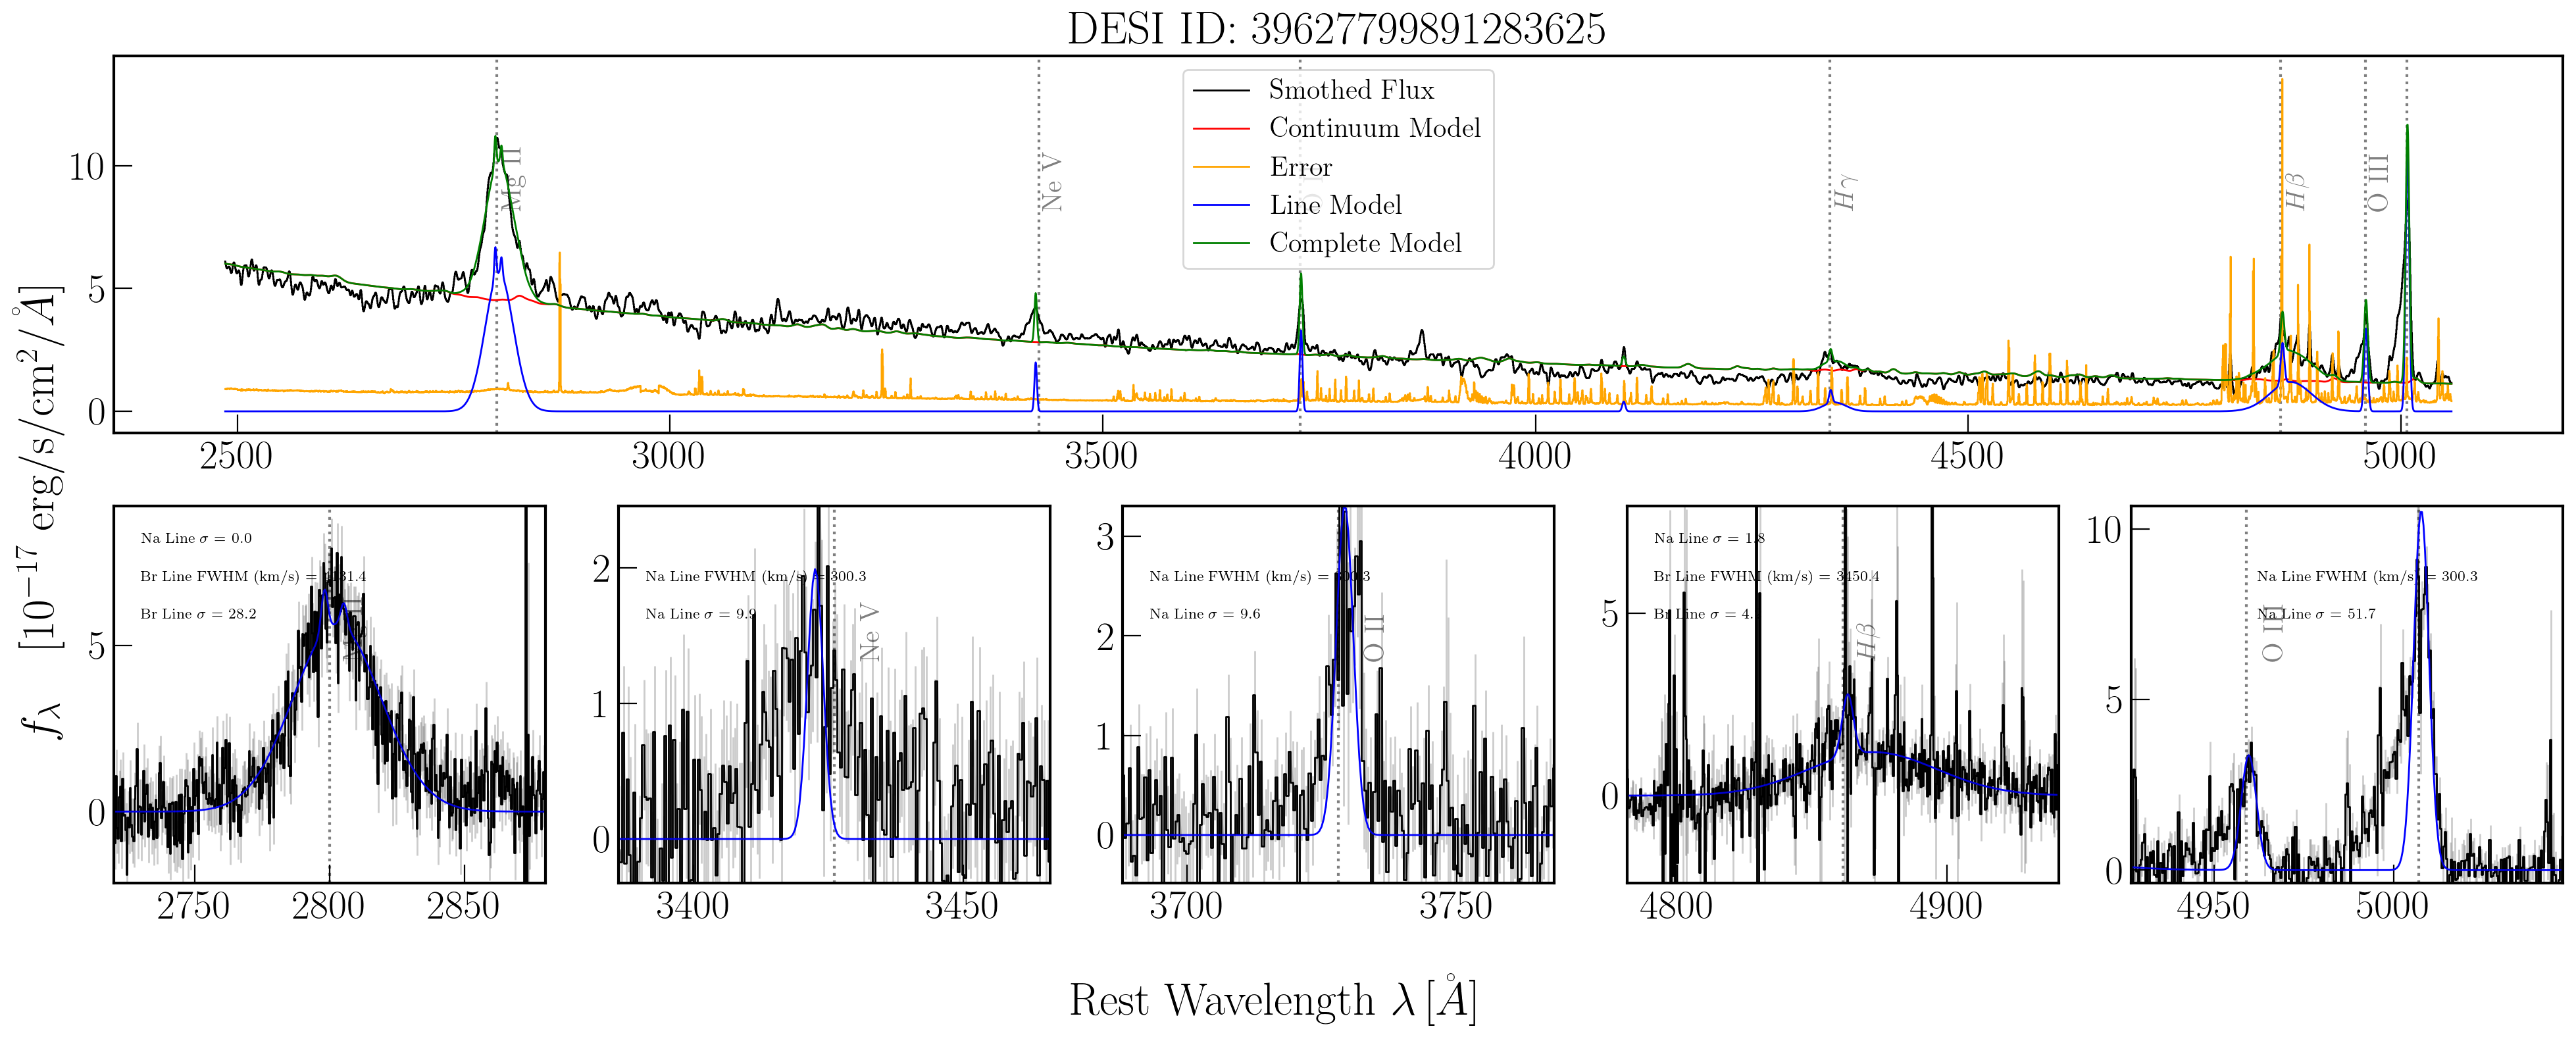 DESI ID: 39627799891283625
Smothed Flux
Continuum Model
Error
Line Model
Complete Model
Mg II
Ne V
Hγ
Hβ
O III
10
5
0
2500 3000 3500 4000 4500 5000
f_λ [10^{-17} erg/s/cm^2/Å]
Na Line σ = 0.0
Br Line FWHM (km/s) =
Br Line σ = 28.2
5
0
2750 2800 2850
Na Line FWHM (km/s) = 300.3
Na Line σ = 9.9
Ne V
2
1
0
3400 3450
Na Line FWHM (km/s) = 300.3
Na Line σ = 9.6
O II
3
2
1
0
3700 3750
Na Line σ = 1.8
Br Line FWHM (km/s) = 3450.4
Br Line σ = 4.
Hβ
5
0
4800 4900
Na Line FWHM (km/s) = 300.3
Na Line σ = 51.7
O III
10
5
0
4950 5000
Rest Wavelength λ [Å]